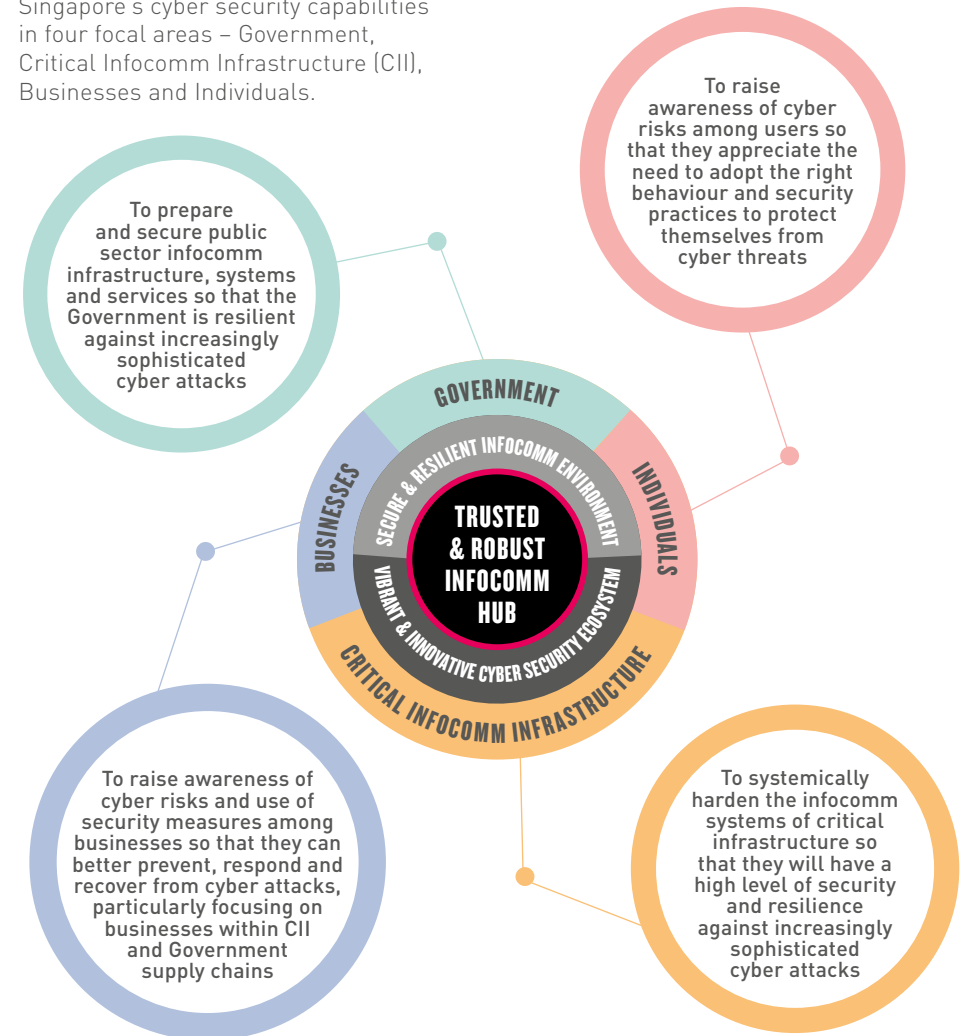 Singapore's cyber security capabilities
in four focal areas – Government,
Critical Infocomm Infrastructure (CII),
Businesses and Individuals.
To prepare
and secure public
sector infocomm
infrastructure, systems
and services so that the
Government is resilient
against increasingly
sophisticated
cyber attacks
To raise
awareness of cyber
risks among users so
that they appreciate the
need to adopt the right
behaviour and security
practices to protect
themselves from
cyber threats
GOVERNMENT
BUSINESSES
INDIVIDUALS
SECURE & RESILIENT INFOCOMM ENVIRONMENT
TRUSTED
& ROBUST
INFOCOMM
HUB
VIBRANT & INNOVATIVE CYBER SECURITY ECOSYSTEM
CRITICAL INFOCOMM INFRASTRUCTURE
To raise awareness of
cyber risks and use of
security measures among
businesses so that they can
better prevent, respond and
recover from cyber attacks,
particularly focusing on
businesses within CII
and Government
supply chains
To systemically
harden the infocomm
systems of critical
infrastructure so
that they will have a
high level of security
and resilience
against increasingly
sophisticated
cyber attacks